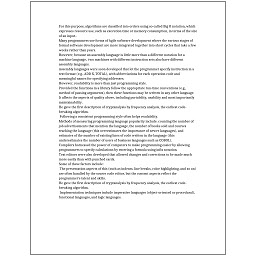 For this purpose, algorithms are classified into orders using so-called Big O notation, which
expresses resource use, such as execution time or memory consumption, in terms of the size
of an input.
Many programmers use forms of Agile software development where the various stages of
formal software development are more integrated together into short cycles that take a few
weeks rather than years.
However, because an assembly language is little more than a different notation for a
machine language, two machines with different instruction sets also have different
assembly languages.
Assembly languages were soon developed that let the programmer specify instruction in a
text format (e.g., ADD X, TOTAL), with abbreviations for each operation code and
meaningful names for specifying addresses.
However, readability is more than just programming style.
Provided the functions in a library follow the appropriate run-time conventions (e.g.,
method of passing arguments), then these functions may be written in any other language.
It affects the aspects of quality above, including portability, usability and most importantly
maintainability.
He gave the first description of cryptanalysis by frequency analysis, the earliest code-
breaking algorithm.
Following a consistent programming style often helps readability.
Methods of measuring programming language popularity include: counting the number of
job advertisements that mention the language, the number of books sold and courses
teaching the language (this overestimates the importance of newer languages), and
estimates of the number of existing lines of code written in the language (this
underestimates the number of users of business languages such as COBOL).
Compilers harnessed the power of computers to make programming easier by allowing
programmers to specify calculations by entering a formula using infix notation.
Text editors were also developed that allowed changes and corrections to be made much
more easily than with punched cards.
Some of these factors include:
The presentation aspects of this (such as indents, line breaks, color highlighting, and so on)
are often handled by the source code editor, but the content aspects reflect the
programmer's talent and skills.
He gave the first description of cryptanalysis by frequency analysis, the earliest code-
breaking algorithm.
Implementation techniques include imperative languages (object-oriented or procedural),
functional languages, and logic languages.